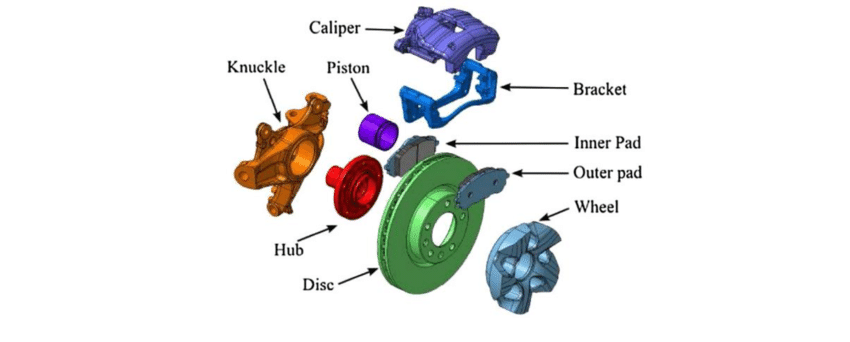 Caliper
Knuckle
Piston
Bracket
Inner Pad
Outer pad
Wheel
Hub
Disc